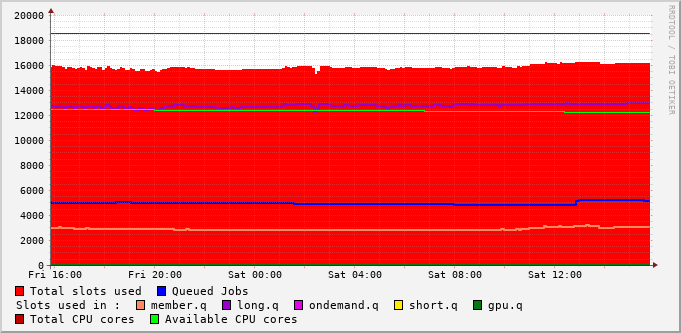 RRDTOOL / TOBI OETIKER
20000
18000
16000
14000
12000
10000
8000
6000
4000
2000
0
Fri 16:00 Fri 20:00 Sat 00:00 Sat 04:00 Sat 08:00 Sat 12:00
Total slots used Queued Jobs
Slots used in : member.q long.q ondemand.q short.q gpu.q
Total CPU cores Available CPU cores